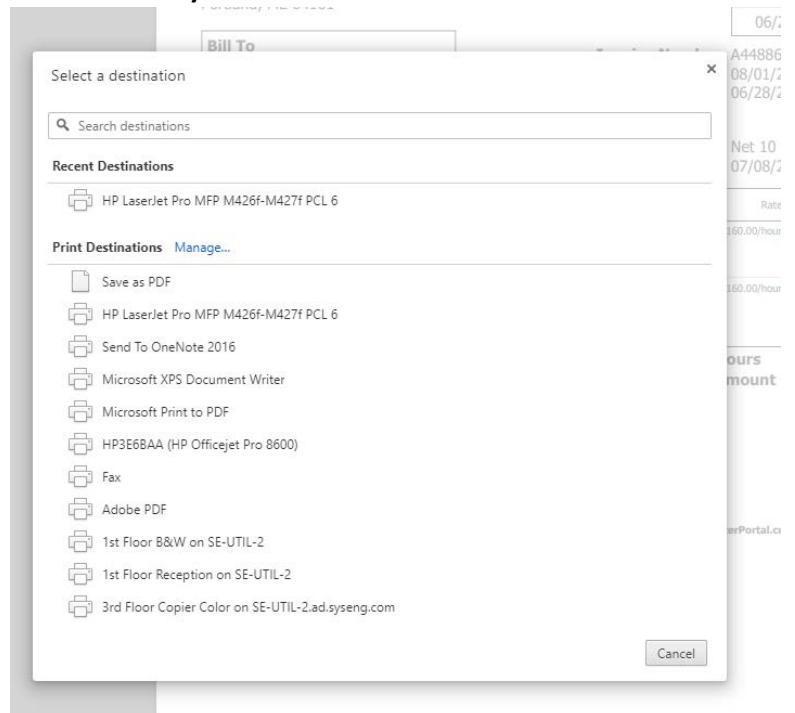 Bill To
06/2
A44886
08/01/2
06/28/2
Net 10
07/08/2
Rate
160.00/hour
160.00/hour
ours
mount
erPortal.c
Select a destination
×
Search destinations
Recent Destinations
HP LaserJet Pro MFP M426f-M427f PCL 6
Print Destinations Manage...
Save as PDF
HP LaserJet Pro MFP M426f-M427f PCL 6
Send To OneNote 2016
Microsoft XPS Document Writer
Microsoft Print to PDF
HP3E6BAA (HP Officejet Pro 8600)
Fax
Adobe PDF
1st Floor B&W on SE-UTIL-2
1st Floor Reception on SE-UTIL-2
3rd Floor Copier Color on SE-UTIL-2.ad.syseng.com
Cancel